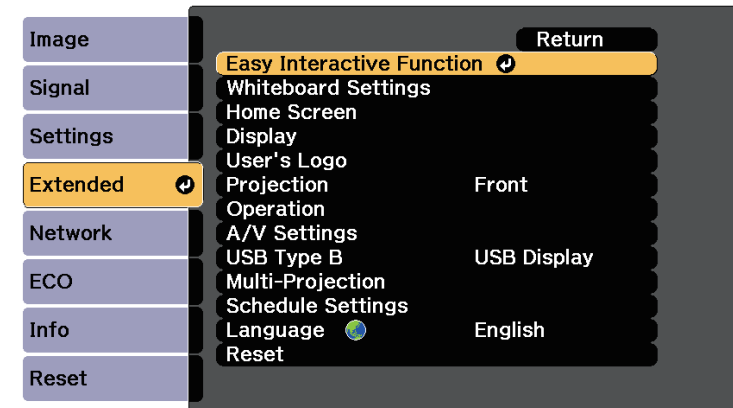 Image
Signal
Settings
Extended
Network
ECO
Info
Reset
Return
Easy Interactive Function
Whiteboard Settings
Home Screen
Display
User's Logo
Projection Front
Operation
A/V Settings
USB Type B USB Display
Multi-Projection
Schedule Settings
Language English
Reset